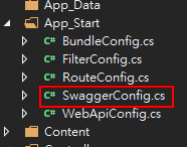 App_Data
App_Start
C# BundleConfig.cs
C# FilterConfig.cs
C# RouteConfig.cs
C# SwaggerConfig.cs
C# WebApiConfig.cs
Content